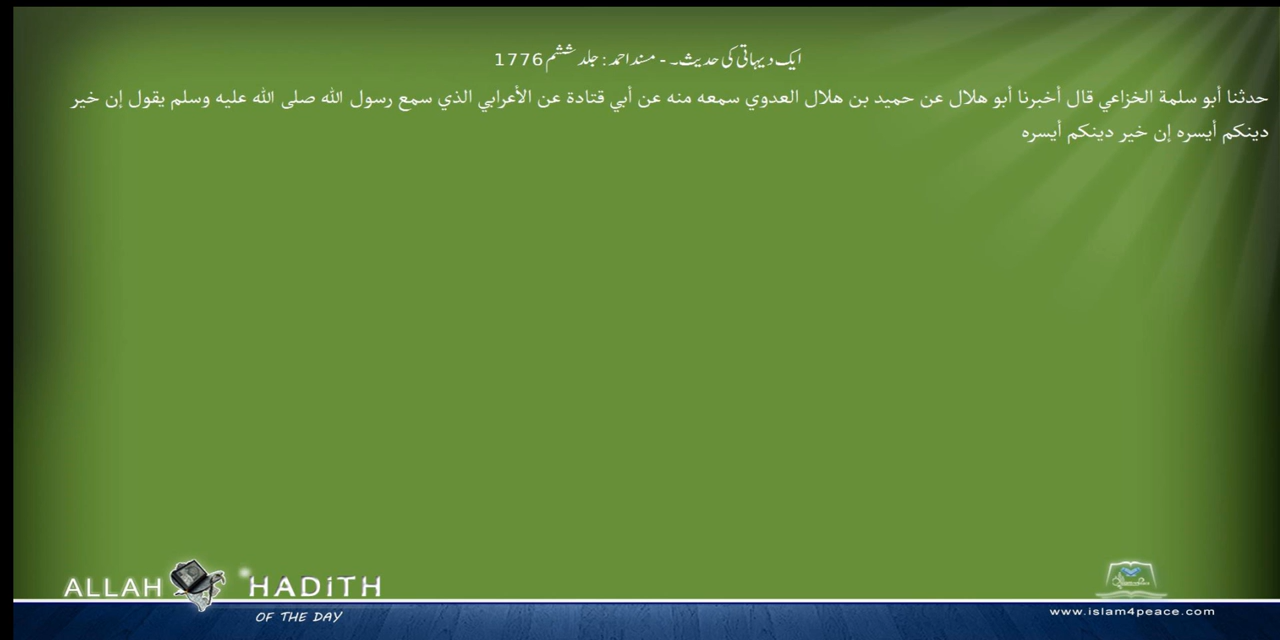 ایک دیہاتی کی حدیث۔ - مسند احمد : جلد ششم 1776
حدثنا أبو سلمة الخزاعي قال أخبرنا أبو هلال عن حميد بن هلال العدوي سمعه منه عن أبي قتادة عن الأعرابي الذي سمع رسول الله صلى الله عليه وسلم يقول إن خير
دينكم أيسره إن خير دينكم أيسره
ALLAH HADITH
OF THE DAY
www.islam4peace.com